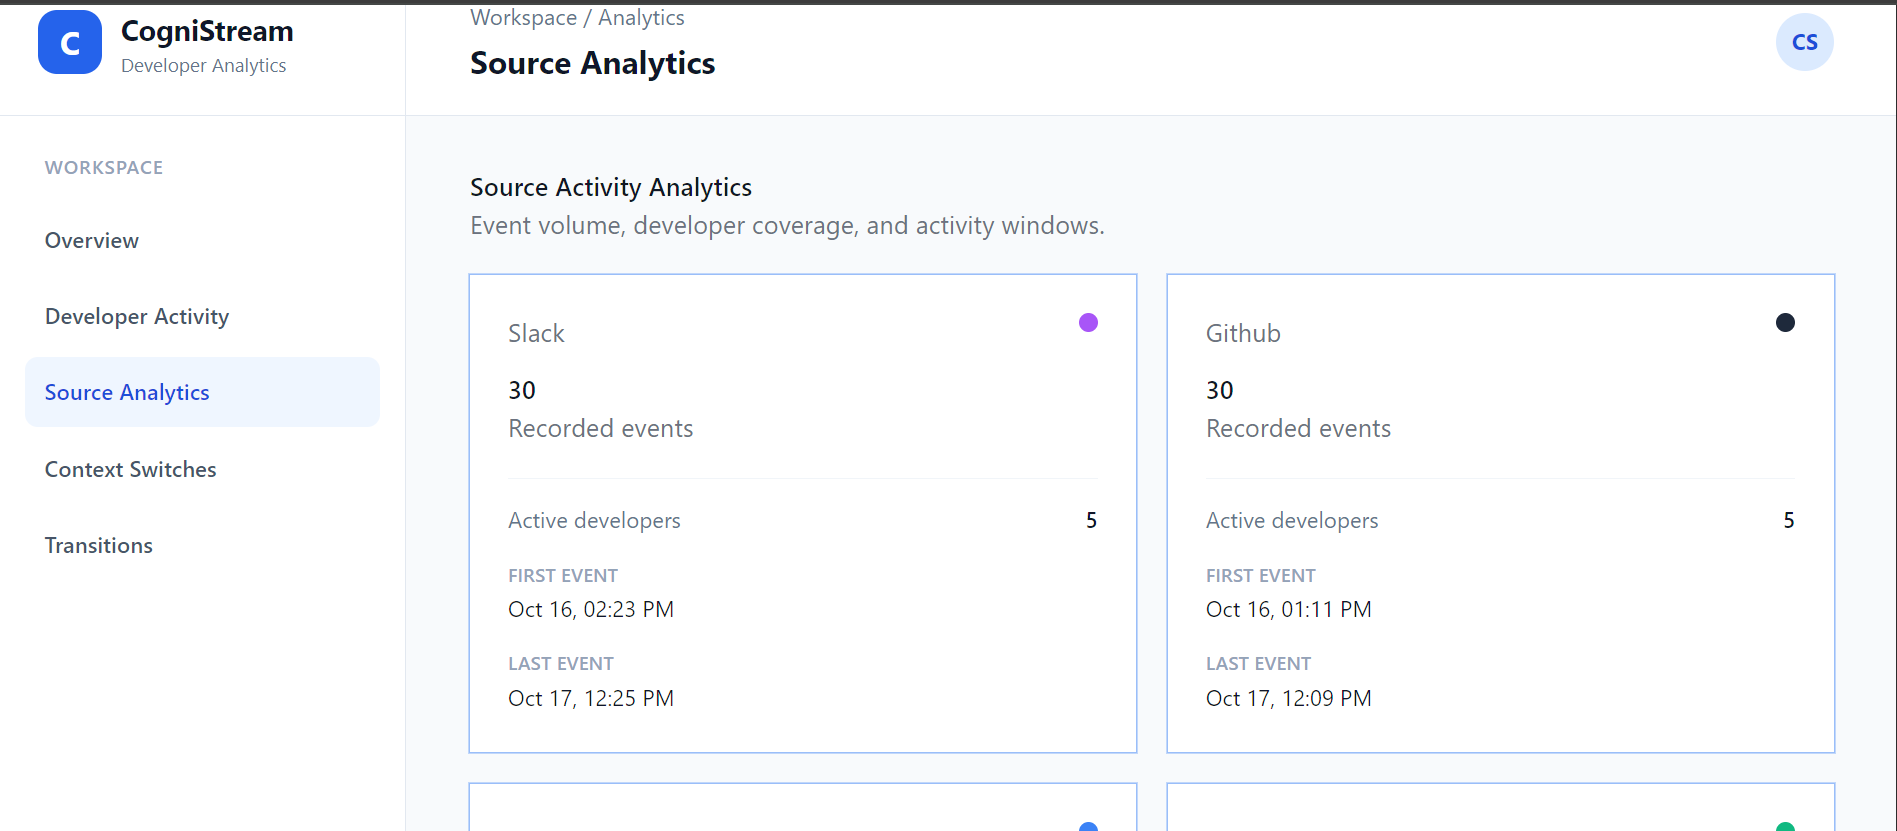 C
CogniStream
Developer Analytics
Workspace / Analytics
Source Analytics
CS
WORKSPACE
Overview
Developer Activity
Source Analytics
Context Switches
Transitions
Source Activity Analytics
Event volume, developer coverage, and activity windows.
Slack
30
Recorded events
Active developers 5
FIRST EVENT
Oct 16, 02:23 PM
LAST EVENT
Oct 17, 12:25 PM
Github
30
Recorded events
Active developers 5
FIRST EVENT
Oct 16, 01:11 PM
LAST EVENT
Oct 17, 12:09 PM